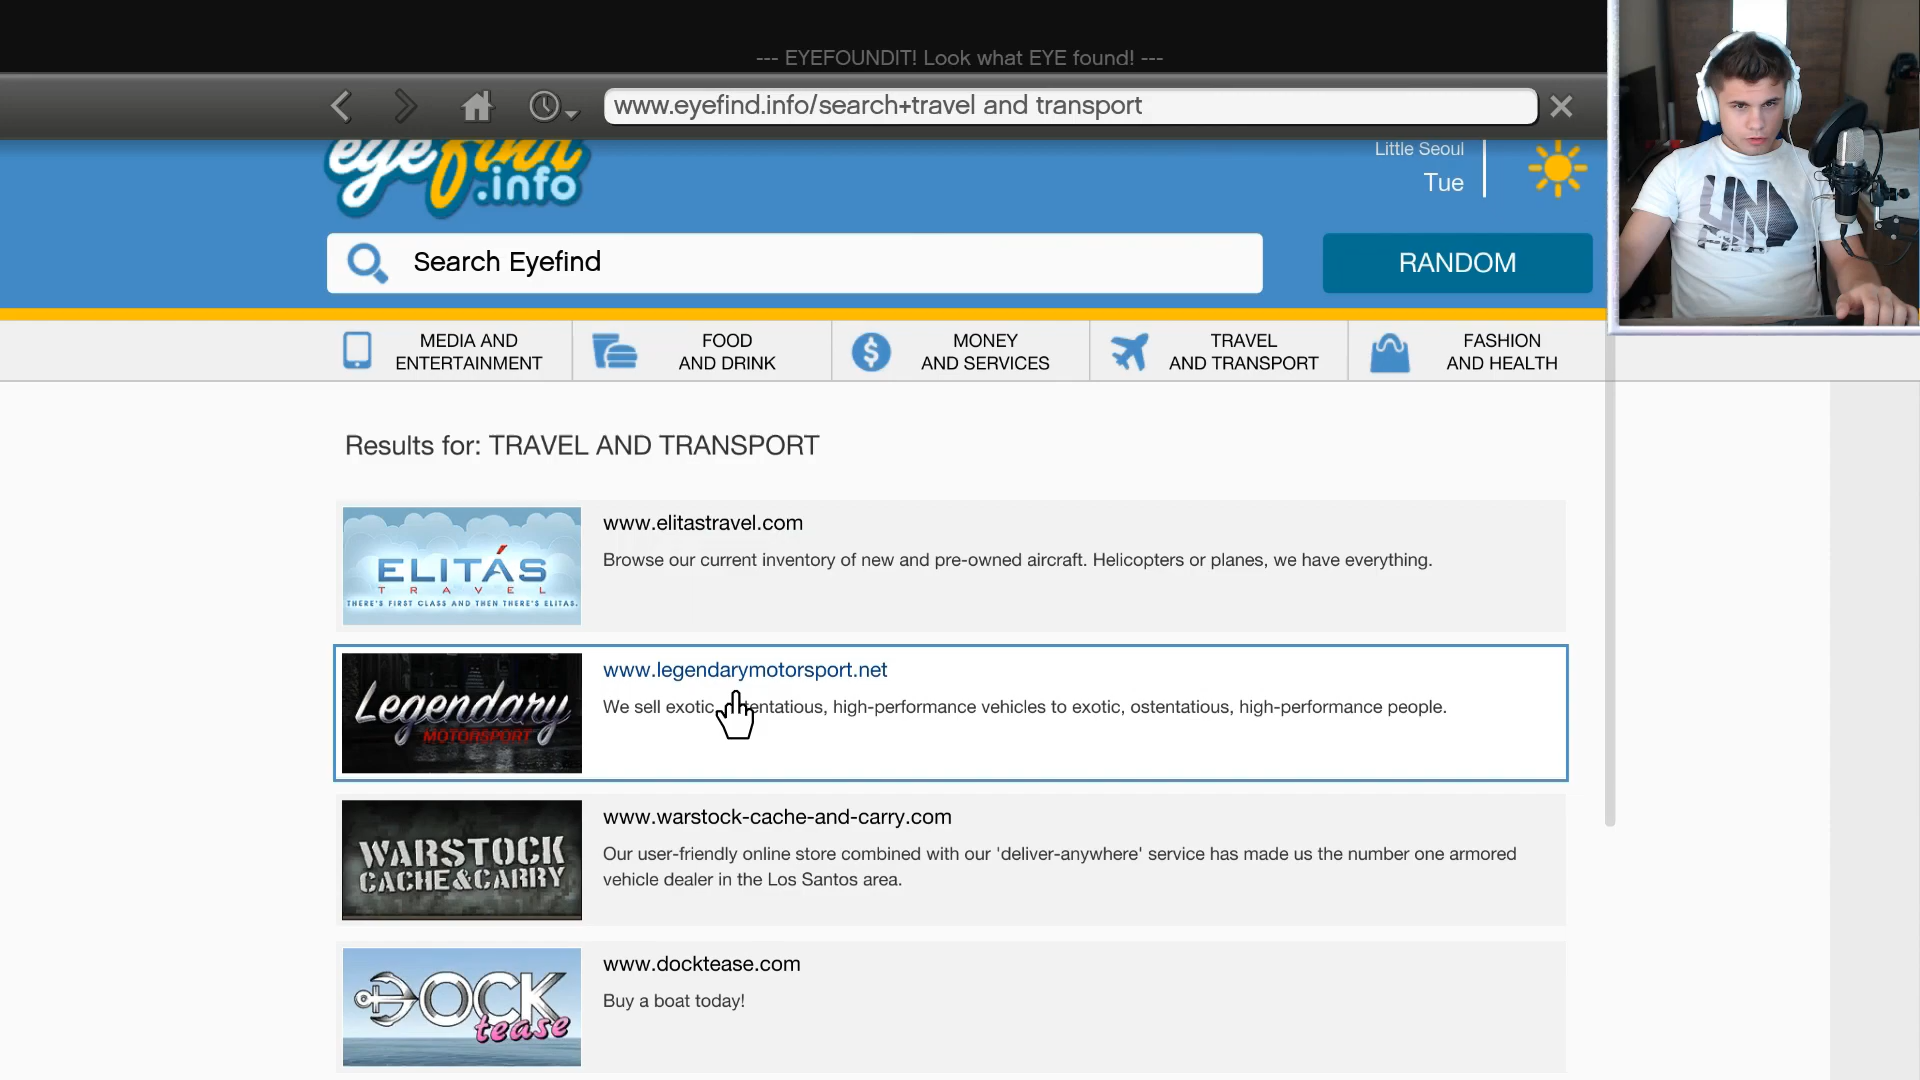 --- EYEFOUNDIT! Look what EYE found! ---
www.eyefind.info/search+travel and transport
eyefind
.info
Little Seoul
Tue
Search Eyefind
RANDOM
MEDIA AND
ENTERTAINMENT
FOOD
AND DRINK
MONEY
AND SERVICES
TRAVEL
AND TRANSPORT
FASHION
AND HEALTH
Results for: TRAVEL AND TRANSPORT
ELITÁS
TRAVEL
THERE'S FIRST CLASS AND THEN THERE'S ELITAS.
www.elitastravel.com
Browse our current inventory of new and pre-owned aircraft. Helicopters or planes, we have everything.
Legendary
MOTORSPORT
www.legendarymotorsport.net
We sell exotic, ostentatious, high-performance vehicles to exotic, ostentatious, high-performance people.
WARSTOCK
CACHE&CARRY
www.warstock-cache-and-carry.com
Our user-friendly online store combined with our 'deliver-anywhere' service has made us the number one armored
vehicle dealer in the Los Santos area.
DOCK
tease
www.docktease.com
Buy a boat today!